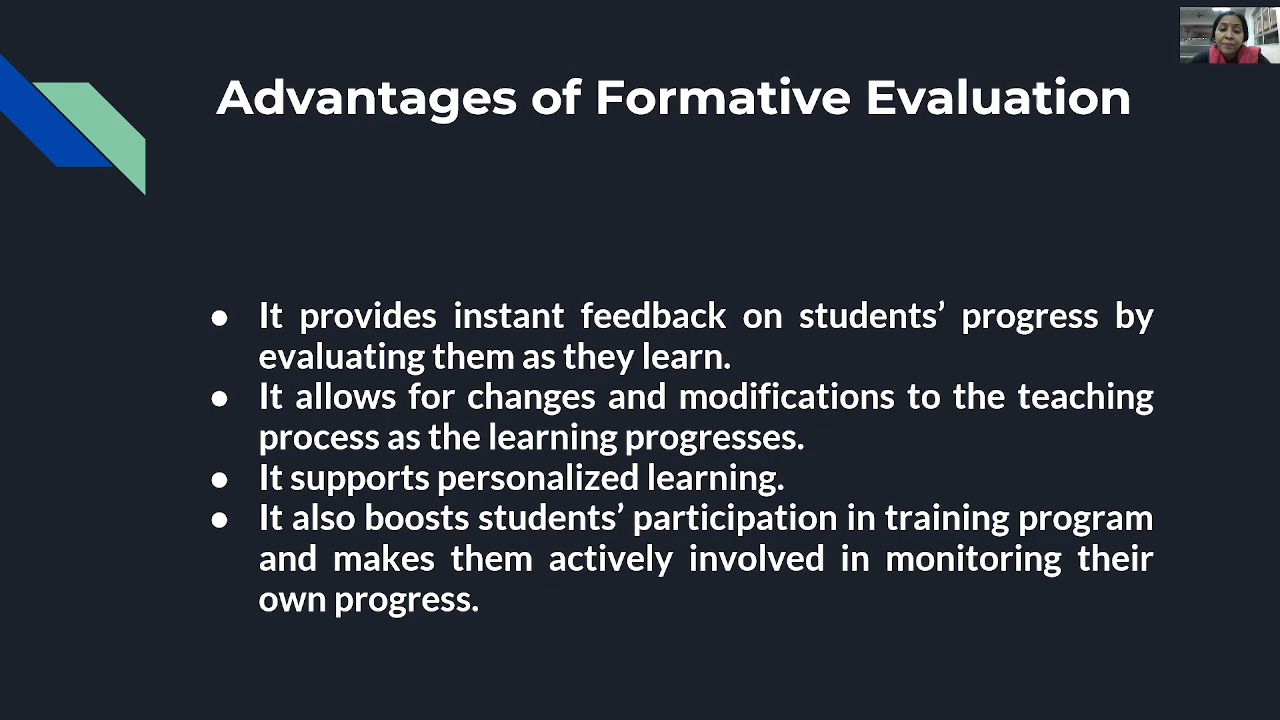 Advantages of Formative Evaluation
● It provides instant feedback on students’ progress by
evaluating them as they learn.
● It allows for changes and modifications to the teaching
process as the learning progresses.
● It supports personalized learning.
● It also boosts students’ participation in training program
and makes them actively involved in monitoring their
own progress.